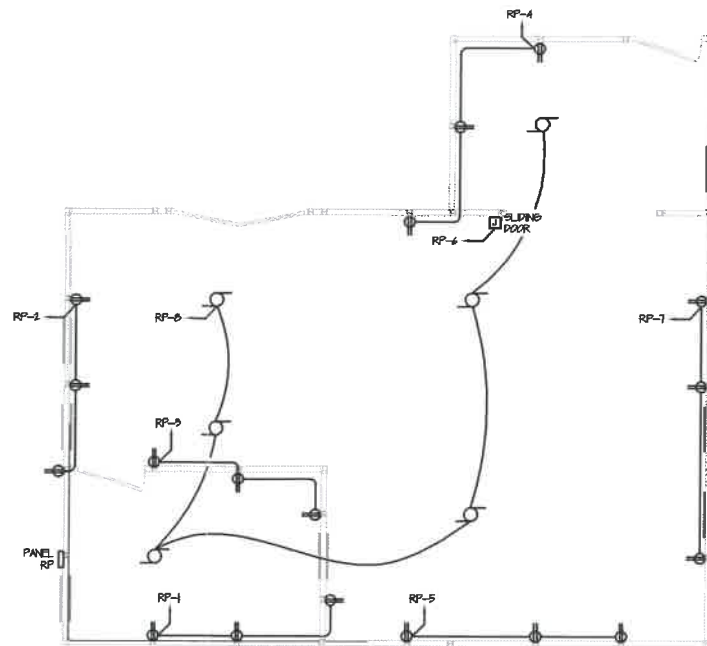 RP-4
SLIDING
DOOR
RP-6
RP-2
RP-8
RP-7
RP-3
PANEL
RP
RP-1
RP-5